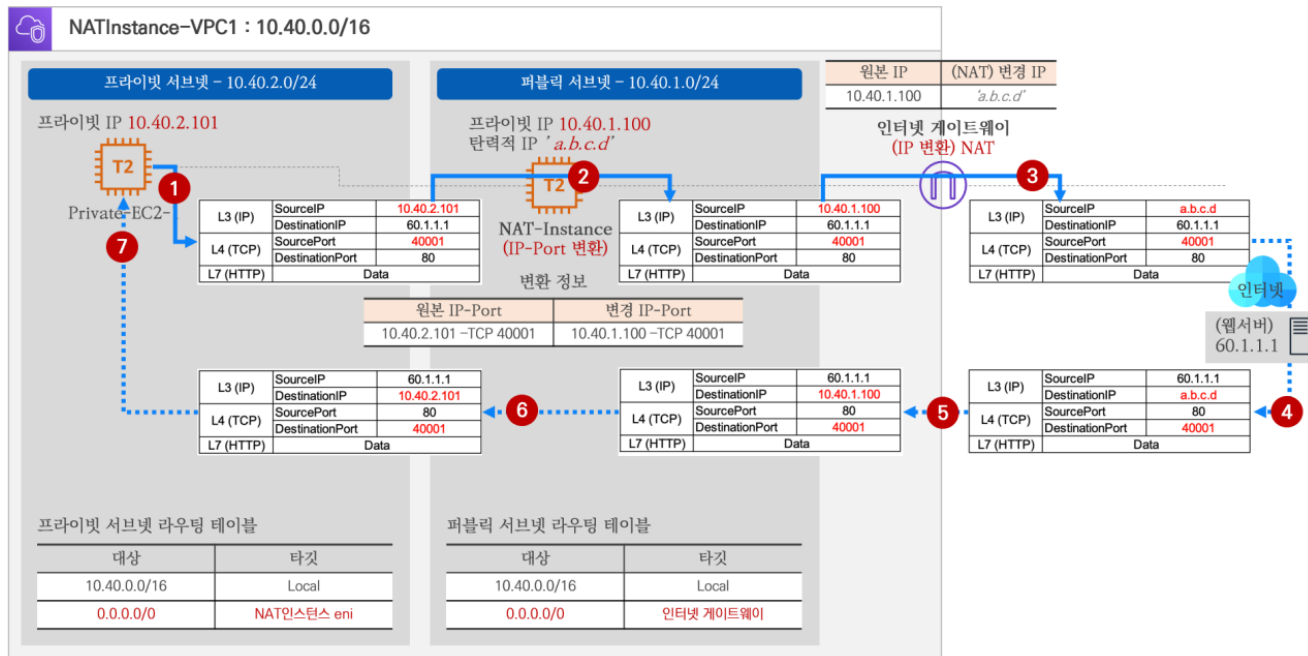 NATInstance-VPC1 : 10.40.0.0/16
프라이빗 서브넷 – 10.40.2.0/24
퍼블릭 서브넷 – 10.40.1.0/24
원본 IP (NAT) 변경 IP
10.40.1.100 'a.b.c.d'
프라이빗 IP 10.40.2.101
프라이빗 IP 10.40.1.100
탄력적 IP 'a.b.c.d'
인터넷 게이트웨이
(IP 변환) NAT
T2
Private-EC2-
T2
NAT-Instance
(IP-Port 변환)
1
2
3
L3 (IP) SourceIP 10.40.2.101
DestinationIP 60.1.1.1
L4 (TCP) SourcePort 40001
DestinationPort 80
L7 (HTTP) Data
L3 (IP) SourceIP 10.40.1.100
DestinationIP 60.1.1.1
L4 (TCP) SourcePort 40001
DestinationPort 80
L7 (HTTP) Data
L3 (IP) SourceIP a.b.c.d
DestinationIP 60.1.1.1
L4 (TCP) SourcePort 40001
DestinationPort 80
L7 (HTTP) Data
7
변환 정보
원본 IP-Port 변경 IP-Port
10.40.2.101 –TCP 40001 10.40.1.100 –TCP 40001
인터넷
(웹서버)
60.1.1.1
L3 (IP) SourceIP 60.1.1.1
DestinationIP 10.40.2.101
L4 (TCP) SourcePort 80
DestinationPort 40001
L7 (HTTP) Data
6
L3 (IP) SourceIP 60.1.1.1
DestinationIP 10.40.1.100
L4 (TCP) SourcePort 80
DestinationPort 40001
L7 (HTTP) Data
5
L3 (IP) SourceIP 60.1.1.1
DestinationIP a.b.c.d
L4 (TCP) SourcePort 80
DestinationPort 40001
L7 (HTTP) Data
4
프라이빗 서브넷 라우팅 테이블
대상 타깃
10.40.0.0/16 Local
0.0.0.0/0 NAT인스턴스 eni
퍼블릭 서브넷 라우팅 테이블
대상 타깃
10.40.0.0/16 Local
0.0.0.0/0 인터넷 게이트웨이